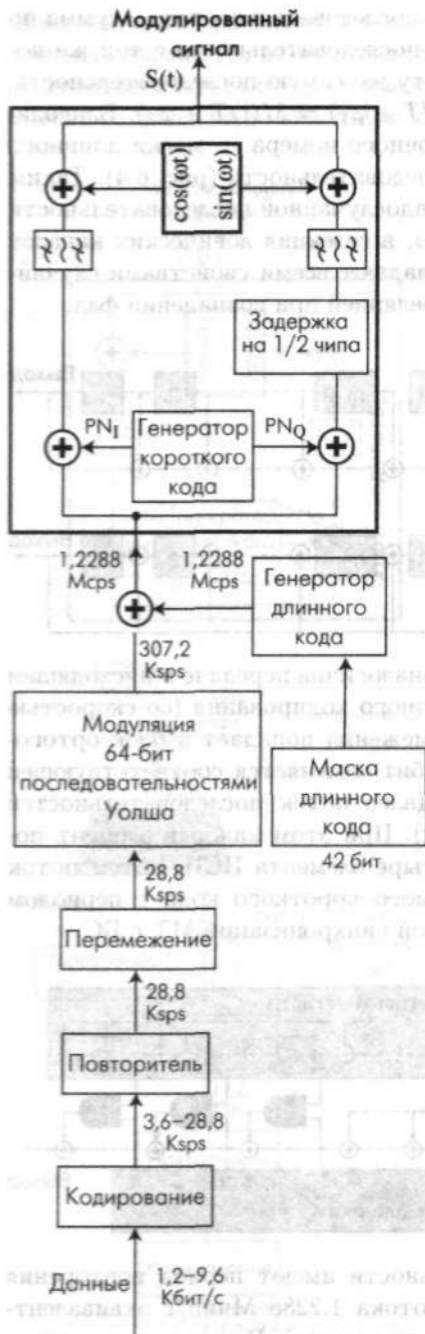 Модулированный
сигнал
S(t)
cos(ωt)
sin(ωt)
Задержка
на 1/2 чипа
PN_I
Генератор
короткого
кода
PN_Q
1,2288
Mcps
1,2288
Mcps
Генератор
длинного
кода
307,2
Ksps
Модуляция
64-бит
последовательностями
Уолша
Маска
длинного
кода
42 бит
28,8
Ksps
Перемежение
28,8
Ksps
Повторитель
3,6–28,8
Ksps
Кодирование
Данные
1,2–9,6
Кбит/с